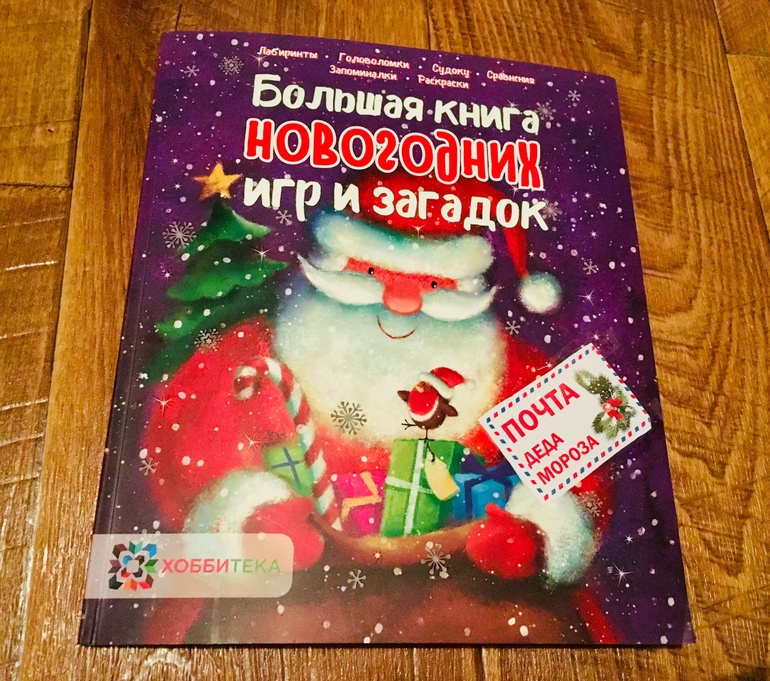 Лабиринты Головоломки Судоку Сравнения
Запоминалки Раскраски
Большая книга
новогодних
игр и загадок
ПОЧТА
ДЕДА
МОРОЗА
ХОББИТЕКА